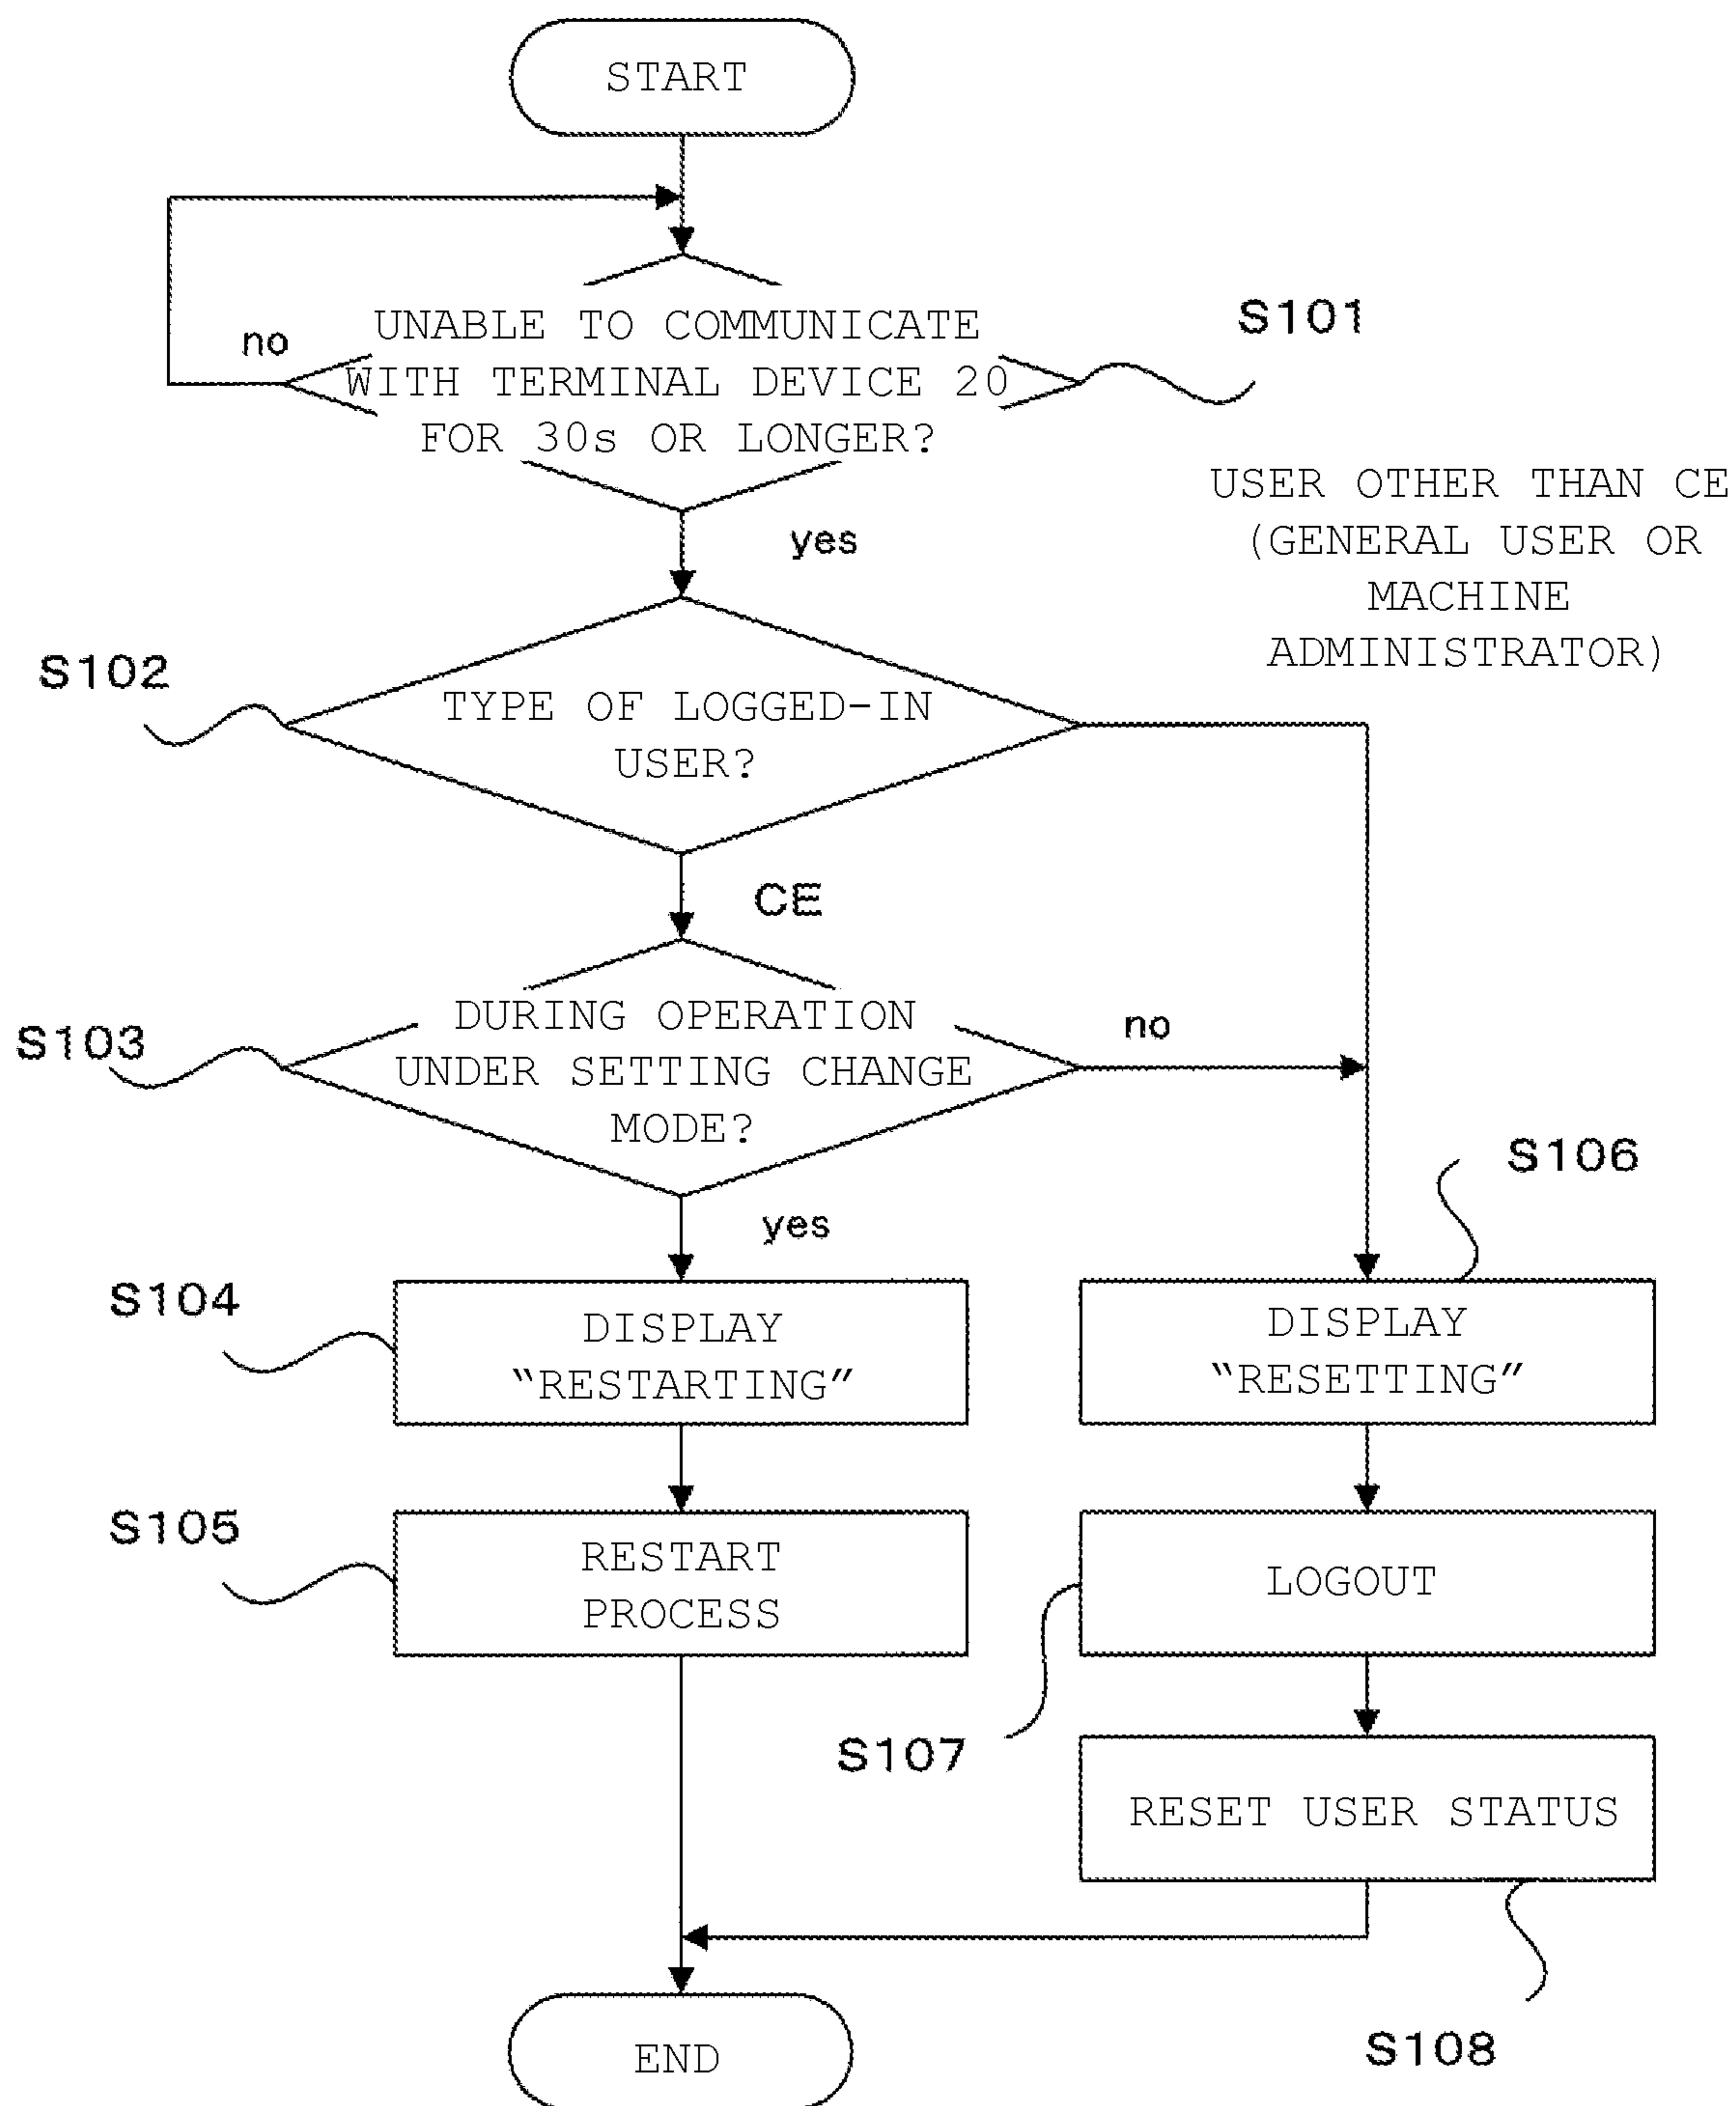 START
no
UNABLE TO COMMUNICATE
WITH TERMINAL DEVICE 20
FOR 30s OR LONGER?
S101
yes
USER OTHER THAN CE
(GENERAL USER OR
MACHINE
ADMINISTRATOR)
S102
TYPE OF LOGGED-IN
USER?
CE
S103
DURING OPERATION
UNDER SETTING CHANGE
MODE?
no
yes
S104
DISPLAY
“RESTARTING”
S106
DISPLAY
“RESETTING”
S105
RESTART
PROCESS
LOGOUT
S107
RESET USER STATUS
S108
END